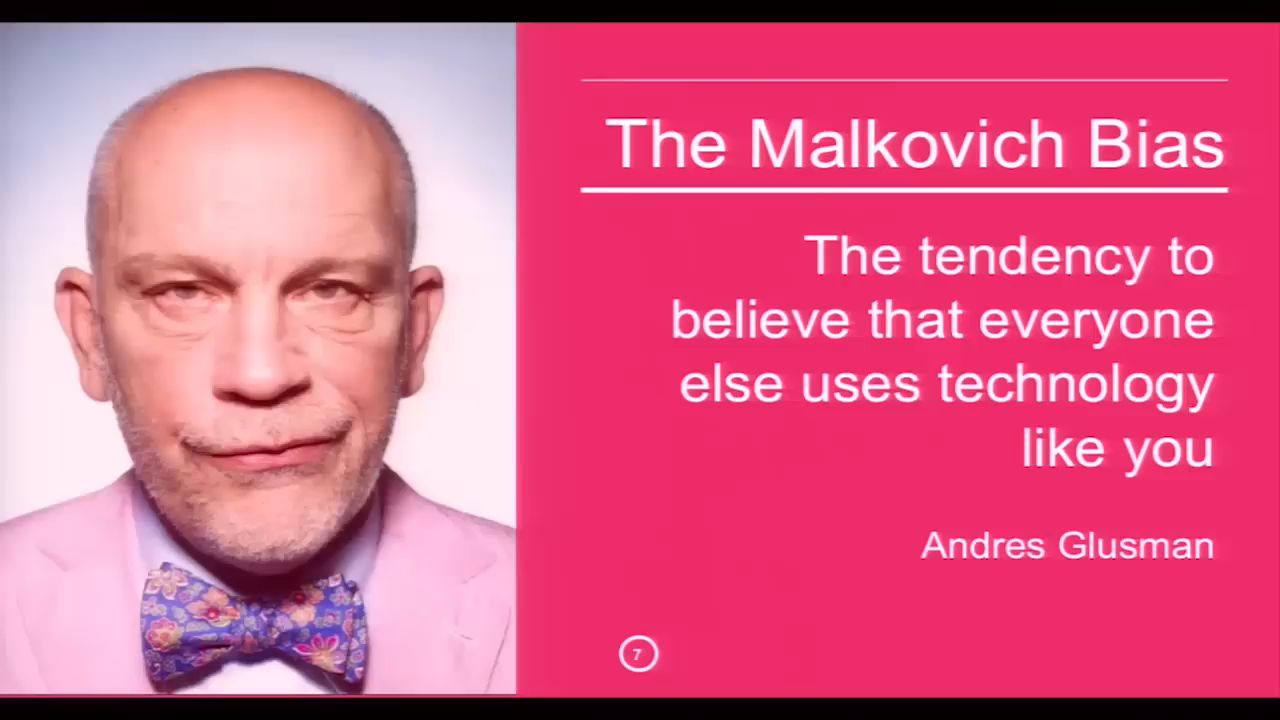 The Malkovich Bias
The tendency to
believe that everyone
else uses technology
like you
Andres Glusman
7